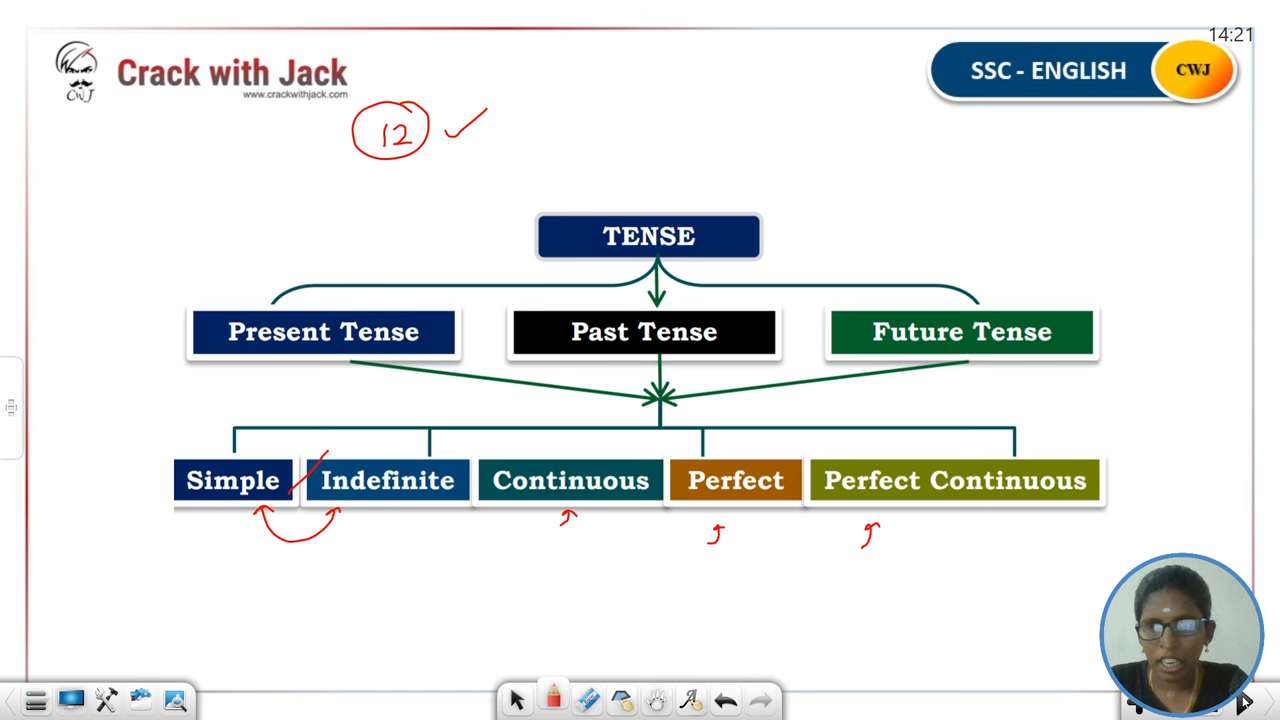 14:21
CWJ
Crack with Jack
www.crackwithjack.com
SSC - ENGLISH
CWJ
12
TENSE
Present Tense
Past Tense
Future Tense
Simple
Indefinite
Continuous
Perfect
Perfect Continuous